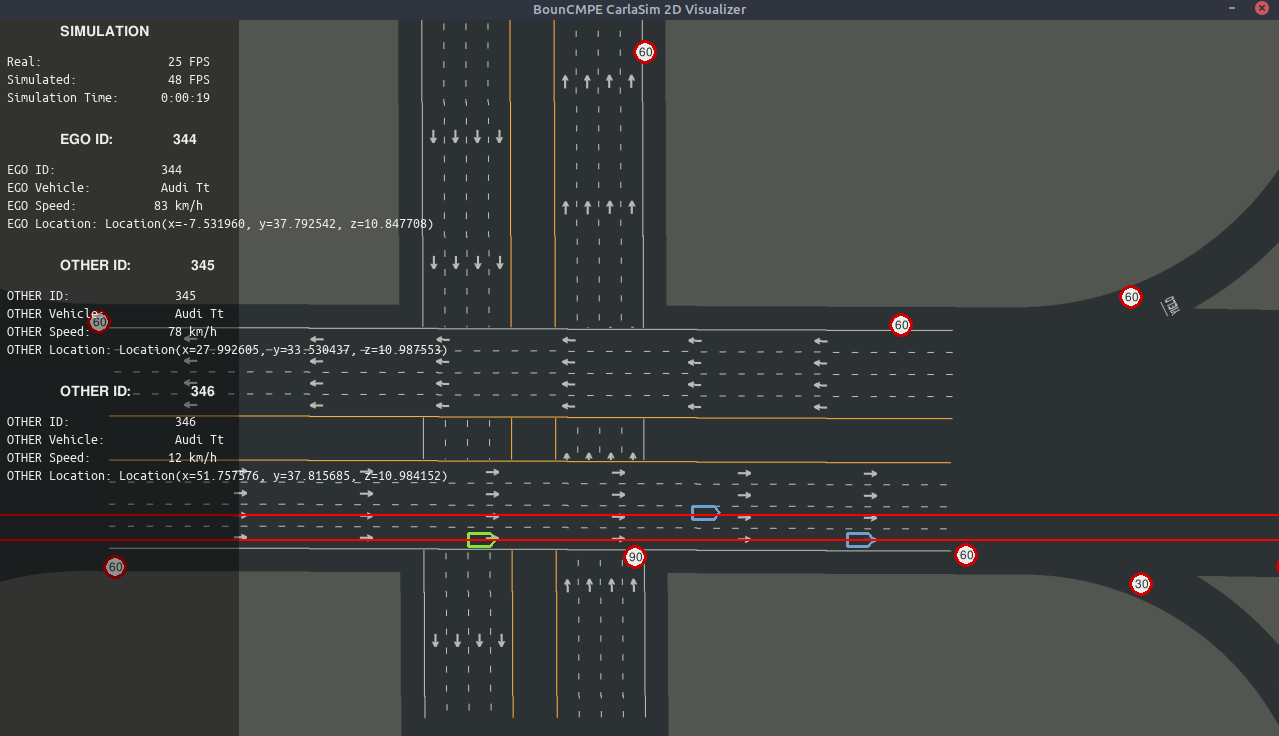 BounCMPE CarlaSim 2D Visualizer
SIMULATION
Real: 25 FPS
Simulated: 48 FPS
Simulation Time: 0:00:19
EGO ID: 344
EGO ID: 344
EGO Vehicle: Audi Tt
EGO Speed: 83 km/h
EGO Location: Location(x=-7.531960, y=37.792542, z=10.847708)
OTHER ID: 345
OTHER ID: 345
OTHER Vehicle: Audi Tt
OTHER Speed: 78 km/h
OTHER Location: Location(x=27.992605, y=33.530437, z=10.987553)
OTHER ID: 346
OTHER ID: 346
OTHER Vehicle: Audi Tt
OTHER Speed: 12 km/h
OTHER Location: Location(x=51.757576, y=37.815685, z=10.984152)
60
60
YIELD
60
60
90
60
60
30